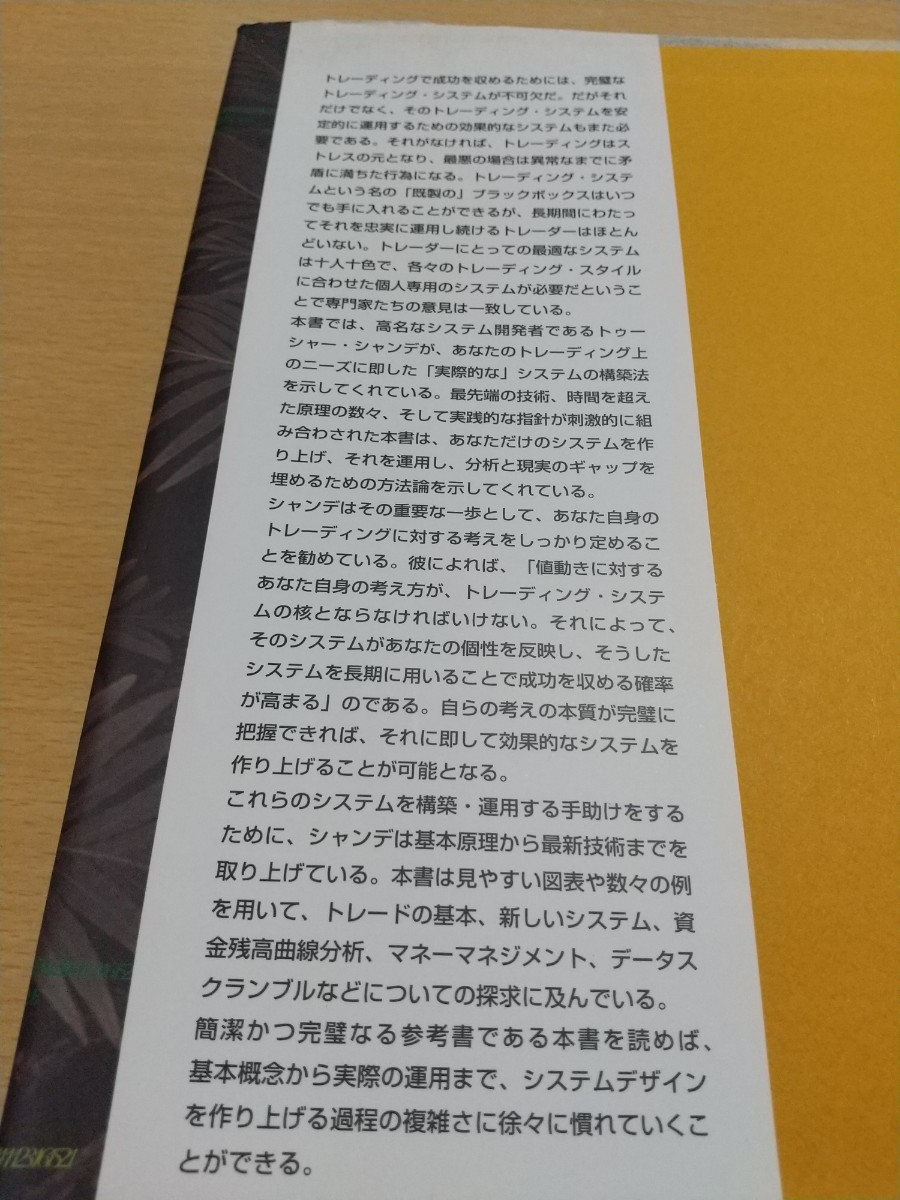 トレーディングで成功を収めるためには、完璧な
トレーディング・システムが不可欠だ。だがそれ
だけでなく、そのトレーディング・システムを安
定的に運用するための効果的なシステムもまた必
要である。それがなければ、トレーディングはス
トレスの元となり、最悪の場合は異常なまでに矛
盾に満ちた行為になる。トレーディング・システ
ムという名の「既製の」ブラックボックスはいつ
でも手に入れることができるが、長期間にわたっ
てそれを忠実に運用し続けるトレーダーはほとん
どいない。トレーダーにとっての最適なシステム
は十人十色で、各々のトレーディング・スタイル
に合わせた個人専用のシステムが必要だというこ
とで専門家たちの意見は一致している。
本書では、高名なシステム開発者であるトゥー
シャー・シャンデが、あなたのトレーディング上
のニーズに即した「実際的な」システムの構築法
を示してくれている。最先端の技術、時間を超え
た原理の数々、そして実践的な指針が刺激的に組
み合わされた本書は、あなただけのシステムを作
り上げ、それを運用し、分析と現実のギャップを
埋めるための方法論を示してくれている。
シャンデはその重要な一歩として、あなた自身の
トレーディングに対する考えをしっかり定めるこ
とを勧めている。彼によれば、「値動きに対する
あなた自身の考え方が、トレーディング・システ
ムの核とならなければいけない。それによって、
そのシステムがあなたの個性を反映し、そうした
システムを長期に用いることで成功を収める確率
が高まる」のである。自らの考えの本質が完璧に
把握できれば、それに即して効果的なシステムを
作り上げることが可能となる。
これらのシステムを構築・運用する手助けをする
ために、シャンデは基本原理から最新技術までを
取り上げている。本書は見やすい図表や数々の例
を用いて、トレードの基本、新しいシステム、資
金残高曲線分析、マネーマネジメント、データス
クランブルなどについての探求に及んでいる。
簡潔かつ完璧なる参考書である本書を読めば、
基本概念から実際の運用まで、システムデザイン
を作り上げる過程の複雑さに徐々に慣れていくこ
とができる。